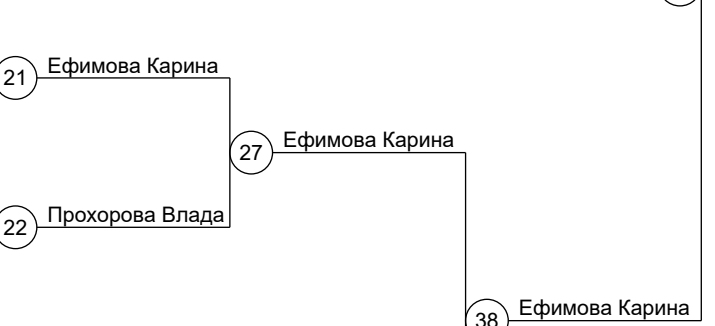 21 Ефимова Карина
27 Ефимова Карина
22 Прохорова Влада
38 Ефимова Карина